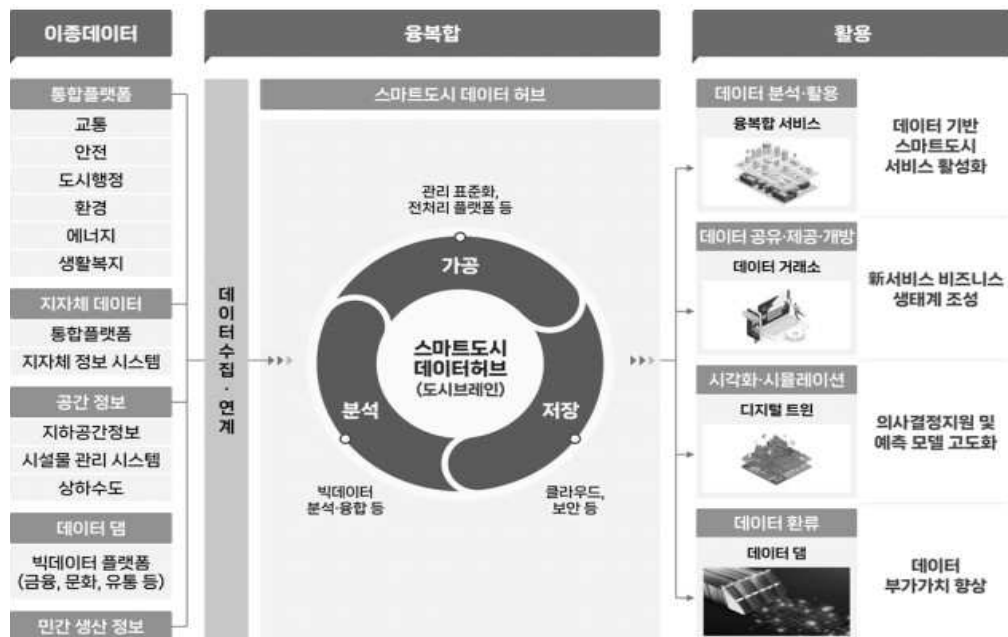 이종데이터
통합플랫폼
교통
안전
도시행정
환경
에너지
생활복지
지자체 데이터
통합플랫폼
지자체 정보 시스템
공간 정보
지하공간정보
시설물 관리 시스템
상하수도
데이터 댐
빅데이터 플랫폼
(금융, 문화, 유통 등)
민간 생산 정보
융복합
데이터수집·연계
스마트도시 데이터 허브
관리 표준화,
전처리 플랫폼 등
가공
스마트도시
데이터허브
(도시브레인)
분석
저장
빅데이터
분석·융합 등
클라우드,
보안 등
활용
데이터 분석·활용
융복합 서비스
데이터 기반
스마트도시
서비스 활성화
데이터 공유·제공·개방
데이터 거래소
新서비스 비즈니스
생태계 조성
시각화·시뮬레이션
디지털 트윈
의사결정지원 및
예측 모델 고도화
데이터 환류
데이터 댐
데이터
부가가치 향상